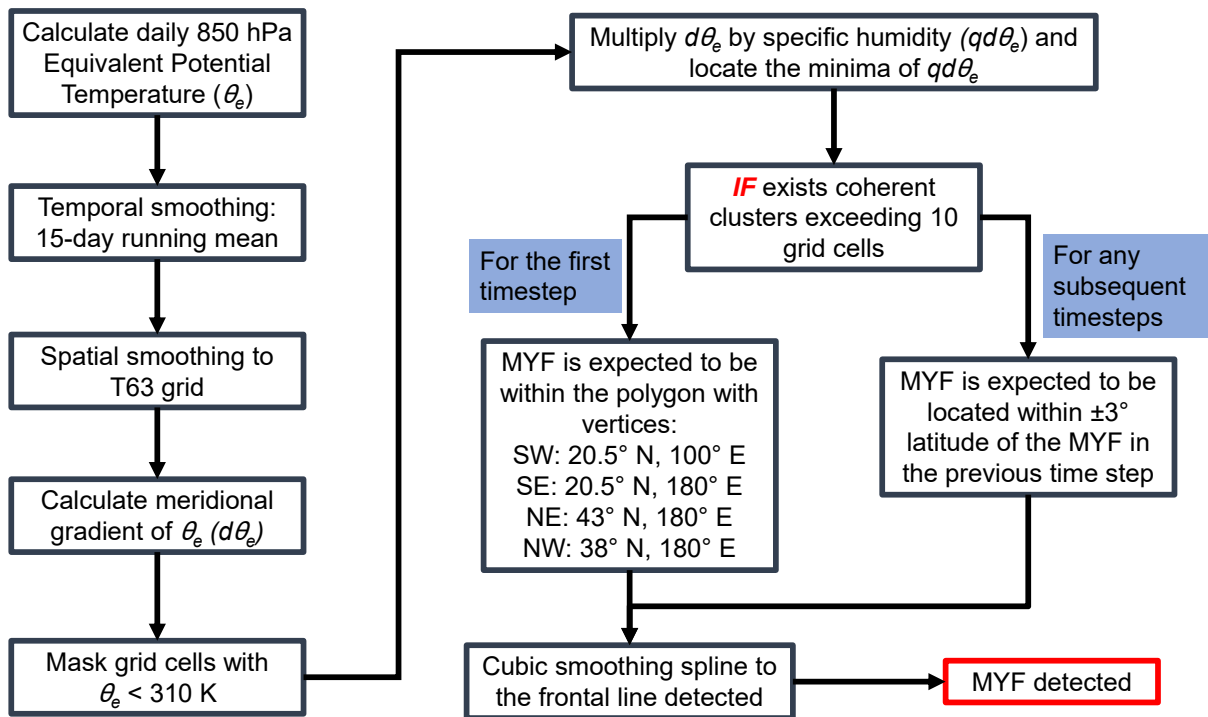 Calculate daily 850 hPa
Equivalent Potential
Temperature (θe)
Temporal smoothing:
15-day running mean
Spatial smoothing to
T63 grid
Calculate meridional
gradient of θe (dθe)
Mask grid cells with
θe < 310 K
Multiply dθe by specific humidity (qdθe) and
locate the minima of qdθe
IF exists coherent
clusters exceeding 10
grid cells
For the first
timestep
For any
subsequent
timesteps
MYF is expected to be
within the polygon with
vertices:
SW: 20.5° N, 100° E
SE: 20.5° N, 180° E
NE: 43° N, 180° E
NW: 38° N, 180° E
MYF is expected to be
located within ±3°
latitude of the MYF in
the previous time step
Cubic smoothing spline to
the frontal line detected
MYF detected